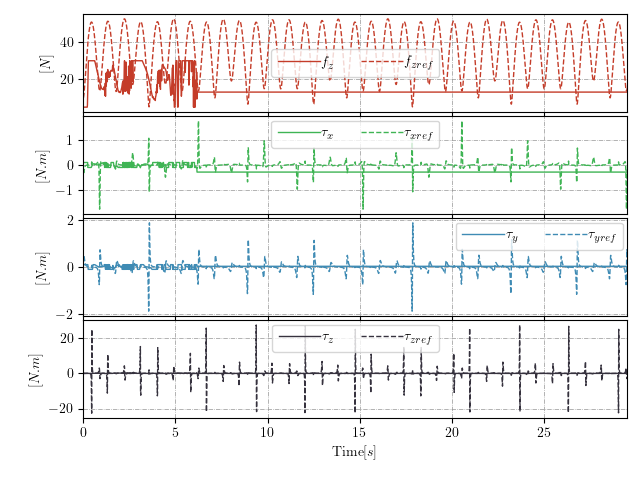 [N]
40
20
f_z f_zref
[N.m]
1
0
−1
τ_x τ_xref
[N.m]
2
0
−2
τ_y τ_yref
[N.m]
20
0
−20
τ_z τ_zref
0 5 10 15 20 25
Time[s]